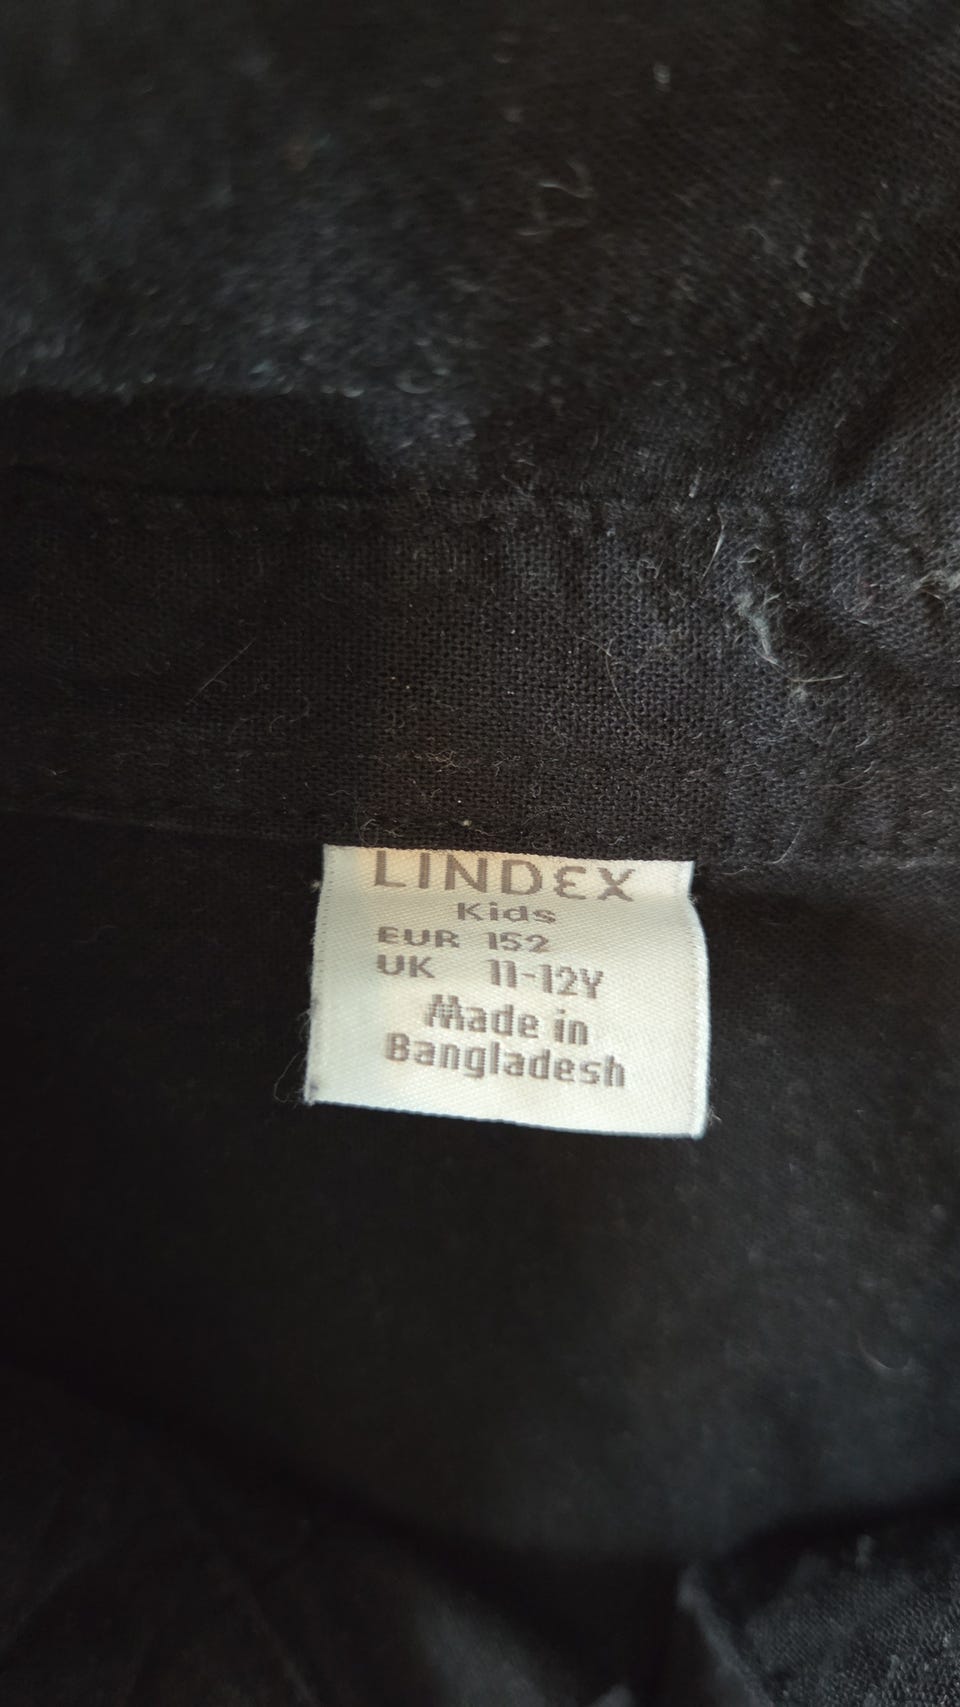 LINDEX
Kids
EUR 152
UK 11-12Y
Made in
Bangladesh